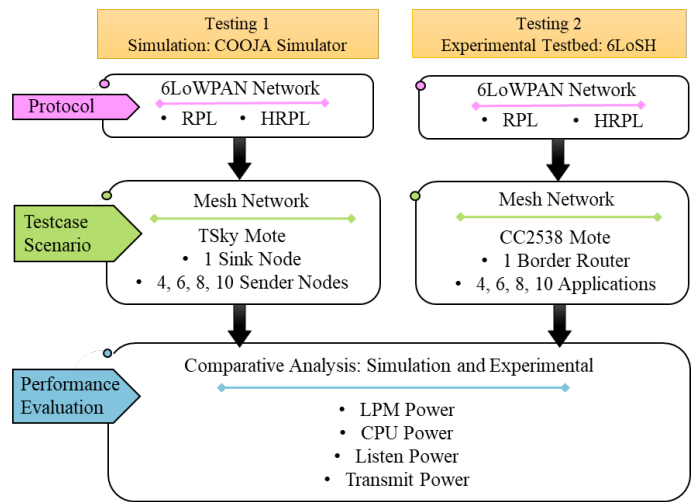 Testing 1
Simulation: COOJA Simulator
Testing 2
Experimental Testbed: 6LoSH
Protocol
6LoWPAN Network
• RPL • HRPL
6LoWPAN Network
• RPL • HRPL
Testcase
Scenario
Mesh Network
TSky Mote
• 1 Sink Node
• 4, 6, 8, 10 Sender Nodes
Mesh Network
CC2538 Mote
• 1 Border Router
• 4, 6, 8, 10 Applications
Performance
Evaluation
Comparative Analysis: Simulation and Experimental
• LPM Power
• CPU Power
• Listen Power
• Transmit Power